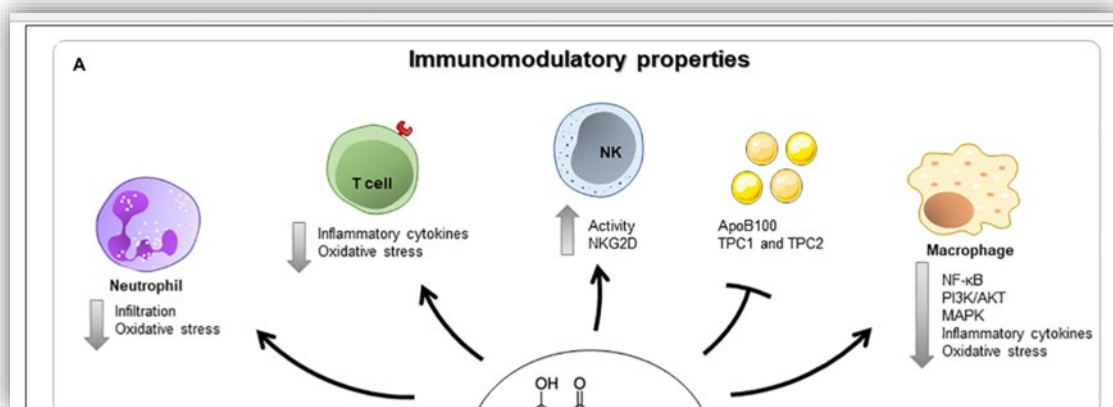 A
Immunomodulatory properties
Neutrophil
Infiltration
Oxidative stress
T cell
Inflammatory cytokines
Oxidative stress
NK
Activity
NKG2D
ApoB100
TPC1 and TPC2
Macrophage
NF-κB
PI3K/AKT
MAPK
Inflammatory cytokines
Oxidative stress
OH O